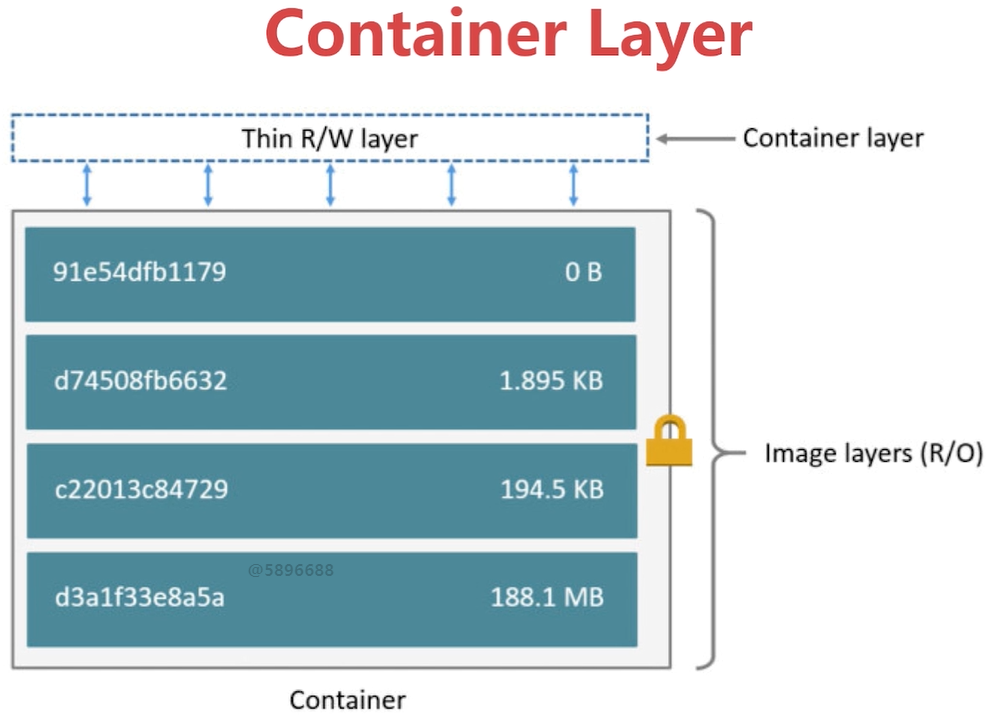 Container Layer
Thin R/W layer
Container layer
91e54dfb1179 0 B
d74508fb6632 1.895 KB
c22013c84729 194.5 KB
Image layers (R/O)
@5896688
d3a1f33e8a5a 188.1 MB
Container